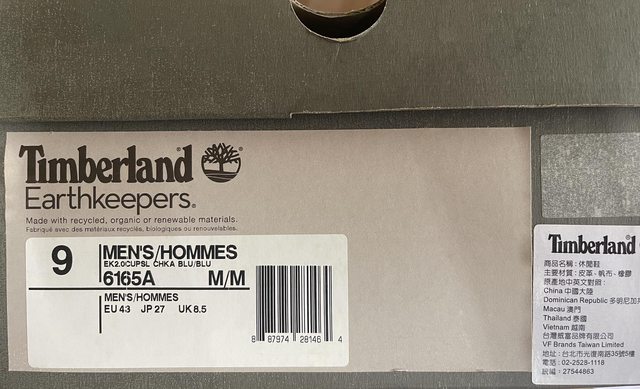 Timberland®
Earthkeepers®
Made with recycled, organic or renewable materials.
Fabriqué avec des matériaux recyclés, biologiques ou renouvelables.
9
MEN'S/HOMMES
EK2.0CUPSL CHKA BLU/BLU
6165A M/M
MEN'S/HOMMES
EU 43 JP 27 UK 8.5
8 87974 28146 4
Timberland
商品名稱:休閒鞋
主要材質:皮革、帆布、橡膠
原產地中英文對照:
China 中國大陸
Dominican Republic 多明尼加共
Macau 澳門
Thailand 泰國
Vietnam 越南
台灣威富品牌有限公司
VF Brands Taiwan Limited
地址:台北市光復南路35號5樓
電話:02-2528-1118
統編:27544863